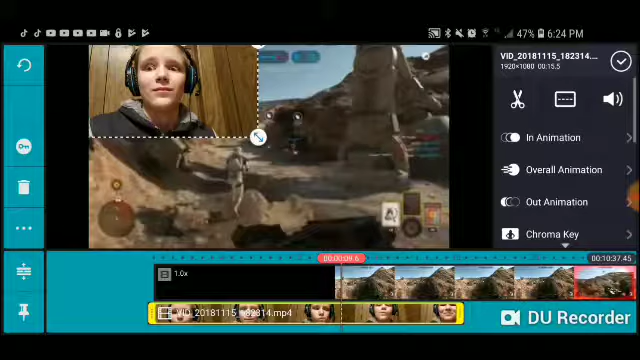 47% 6:24 PM
VID_20181115_182314....
1920×1080 00:15.5
In Animation
Overall Animation
Out Animation
Chroma Key
00:00:09.6
00:10:37.45
1.0x
VID_20181115_182314.mp4
DU Recorder